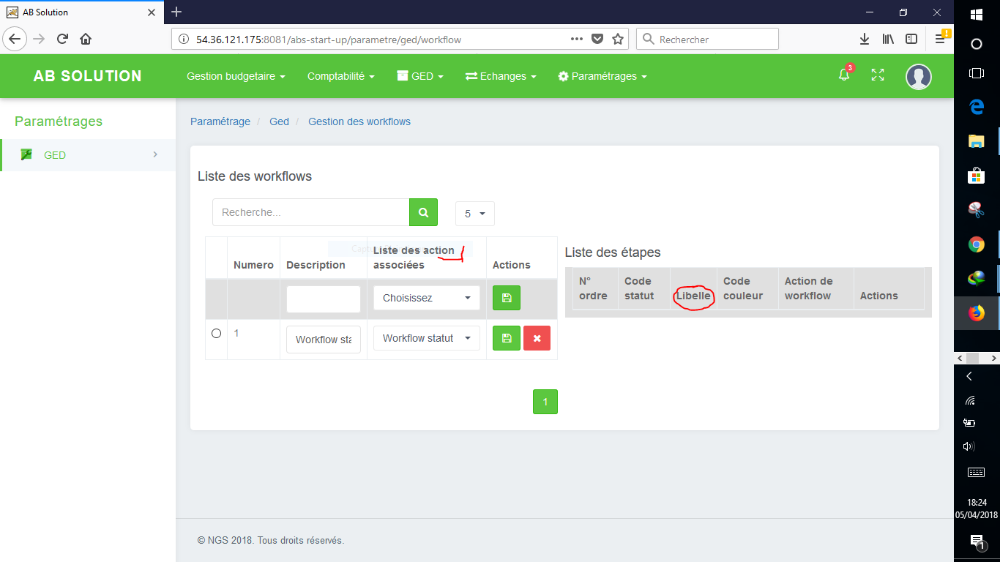 AB Solution
54.36.121.175:8081/abs-start-up/parametre/ged/workflow
Rechercher
AB SOLUTION
Gestion budgetaire
Comptabilité
GED
Echanges
Paramétrages
3
Paramétrages
GED
Paramétrage / Ged / Gestion des workflows
Liste des workflows
Recherche...
5
Numero
Description
Liste des action
associées
Actions
Choisissez
1
Workflow sta
Workflow statut
1
Liste des étapes
N°
ordre
Code
statut
Libelle
Code
couleur
Action de
workflow
Actions
© NGS 2018. Tous droits réservés.
18:24
05/04/2018
1